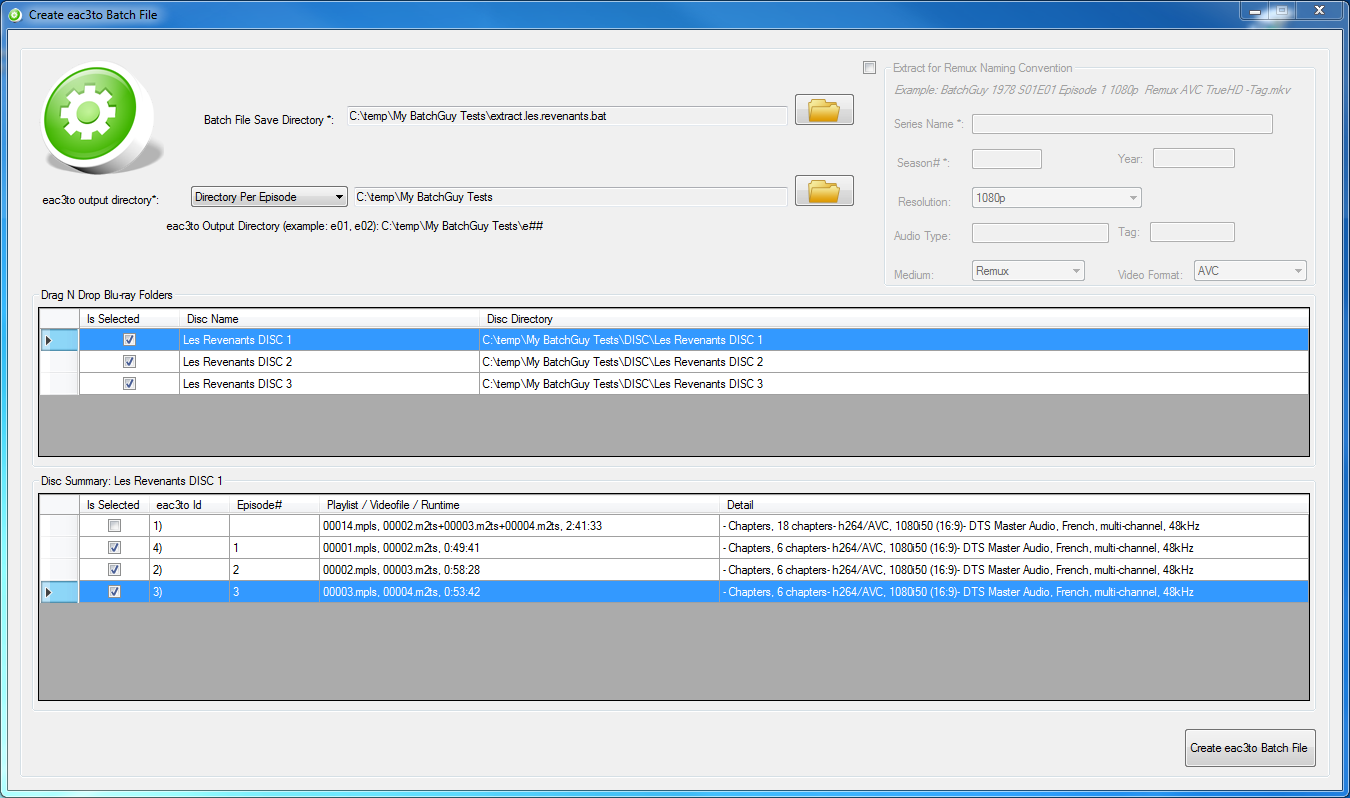 Create eac3to Batch File
Extract for Remux Naming Convention
Example: BatchGuy 1978 S01E01 Episode 1 1080p  Remux AVC TrueHD -Tag.mkv
Batch File Save Directory *: C:\temp\My BatchGuy Tests\extract.les.revenants.bat
Series Name *:
Season# *: Year:
eac3to output directory*: Directory Per Episode C:\temp\My BatchGuy Tests
Resolution: 1080p
eac3to Output Directory (example: e01, e02): C:\temp\My BatchGuy Tests\e##
Audio Type: Tag:
Medium: Remux Video Format: AVC
Drag N Drop Blu-ray Folders
Is Selected Disc Name Disc Directory
Les Revenants DISC 1 C:\temp\My BatchGuy Tests\DISC\Les Revenants DISC 1
Les Revenants DISC 2 C:\temp\My BatchGuy Tests\DISC\Les Revenants DISC 2
Les Revenants DISC 3 C:\temp\My BatchGuy Tests\DISC\Les Revenants DISC 3
Disc Summary: Les Revenants DISC 1
Is Selected eac3to Id Episode# Playlist / Videofile / Runtime Detail
1) 00014.mpls, 00002.m2ts+00003.m2ts+00004.m2ts, 2:41:33 - Chapters, 18 chapters- h264/AVC, 1080i50 (16:9)- DTS Master Audio, French, multi-channel, 48kHz
4) 1 00001.mpls, 00002.m2ts, 0:49:41 - Chapters, 6 chapters- h264/AVC, 1080i50 (16:9)- DTS Master Audio, French, multi-channel, 48kHz
2) 2 00002.mpls, 00003.m2ts, 0:58:28 - Chapters, 6 chapters- h264/AVC, 1080i50 (16:9)- DTS Master Audio, French, multi-channel, 48kHz
3) 3 00003.mpls, 00004.m2ts, 0:53:42 - Chapters, 6 chapters- h264/AVC, 1080i50 (16:9)- DTS Master Audio, French, multi-channel, 48kHz
Create eac3to Batch File